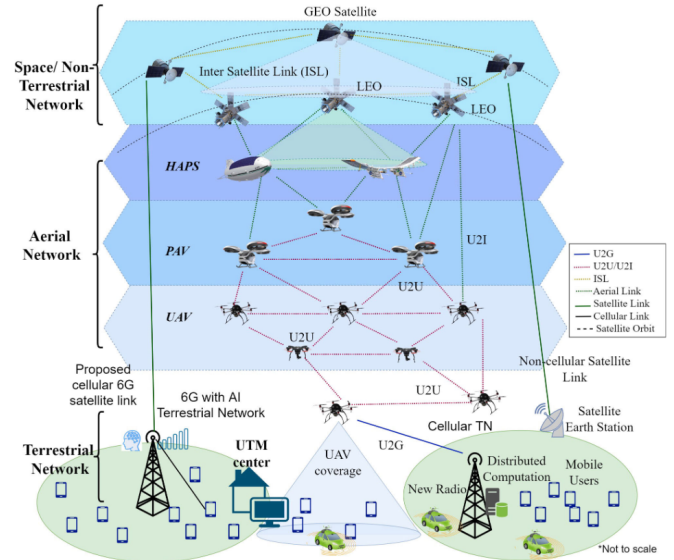 GEO Satellite
Space/ Non-
Terrestrial
Network
Inter Satellite Link (ISL)
ISL
LEO
LEO
HAPS
Aerial
Network
PAV
U2I
U2U
UAV
U2U
U2G
U2U/U2I
ISL
Aerial Link
Satellite Link
Cellular Link
Satellite Orbit
Proposed
cellular 6G
satellite link
6G with AI
Terrestrial Network
Non-cellular Satellite
Link
U2U
Cellular TN
Satellite
Earth Station
Terrestrial
Network
UTM
center
UAV
coverage
U2G
Distributed
Computation
Mobile
Users
New Radio
*Not to scale